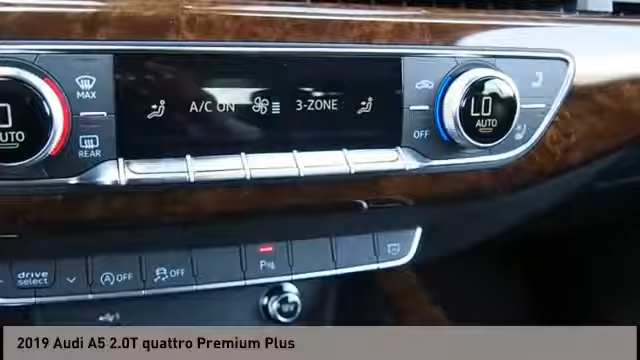 MAX
A/C ON
3-ZONE
LO
AUTO
AUTO
OFF
REAR
drive
select
OFF
OFF
P
2019 Audi A5 2.0T quattro Premium Plus